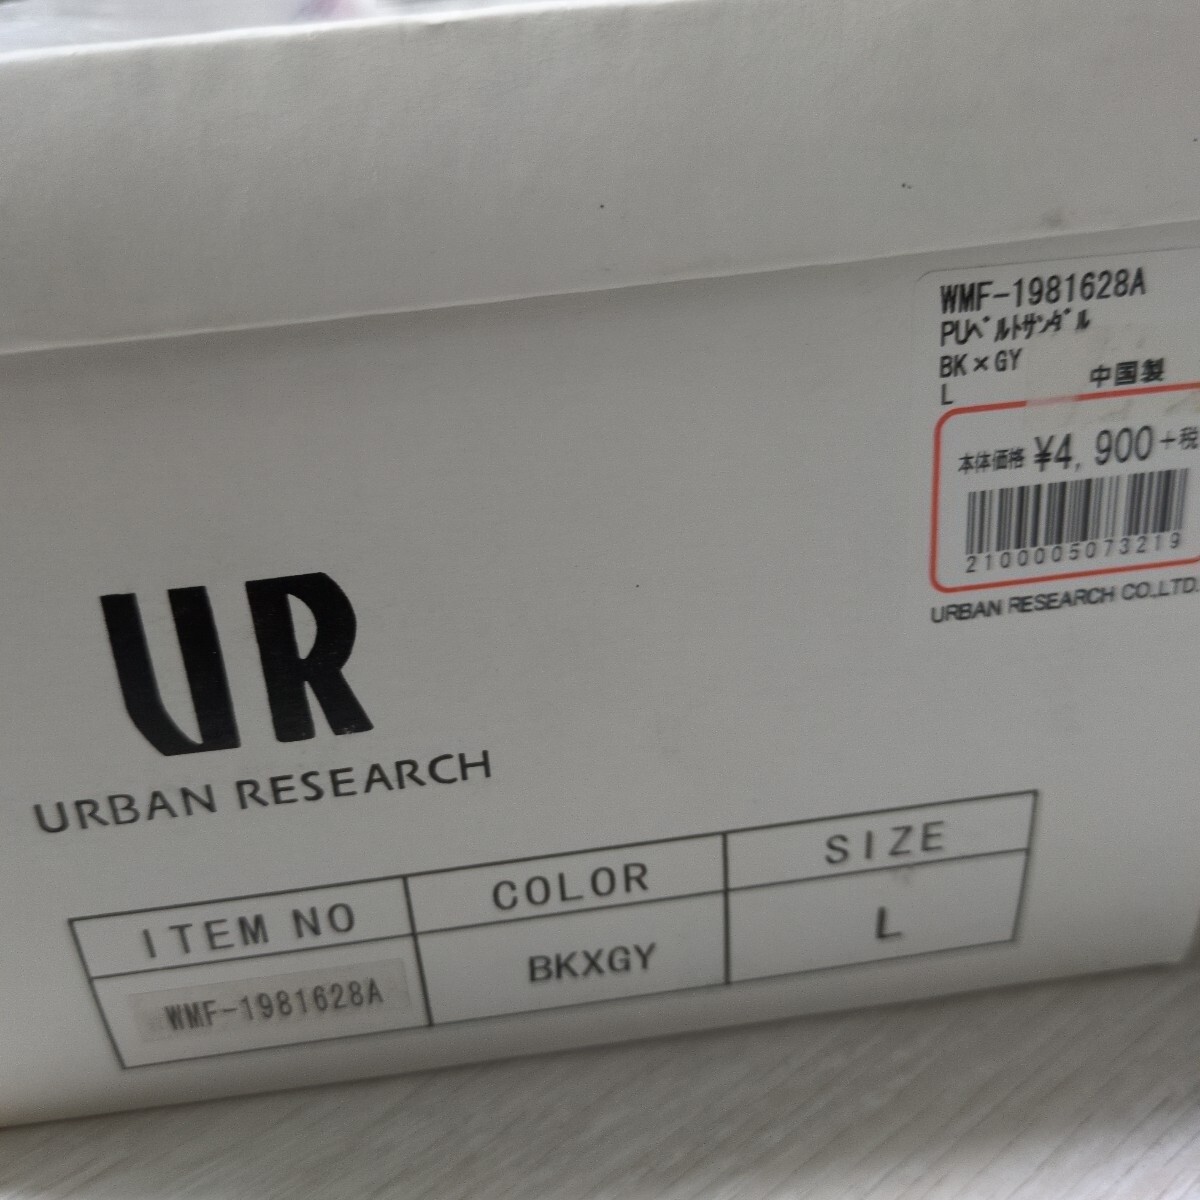 WMF-1981628A
PUﾍﾞﾙﾄｻﾝﾀﾞﾙ
BK×GY
中国製
L
本体価格 ¥4,900+税
2100005073219
URBAN RESEARCH CO.,LTD.
UR
URBAN RESEARCH
ITEM NO COLOR SIZE
WMF-1981628A BKXGY L